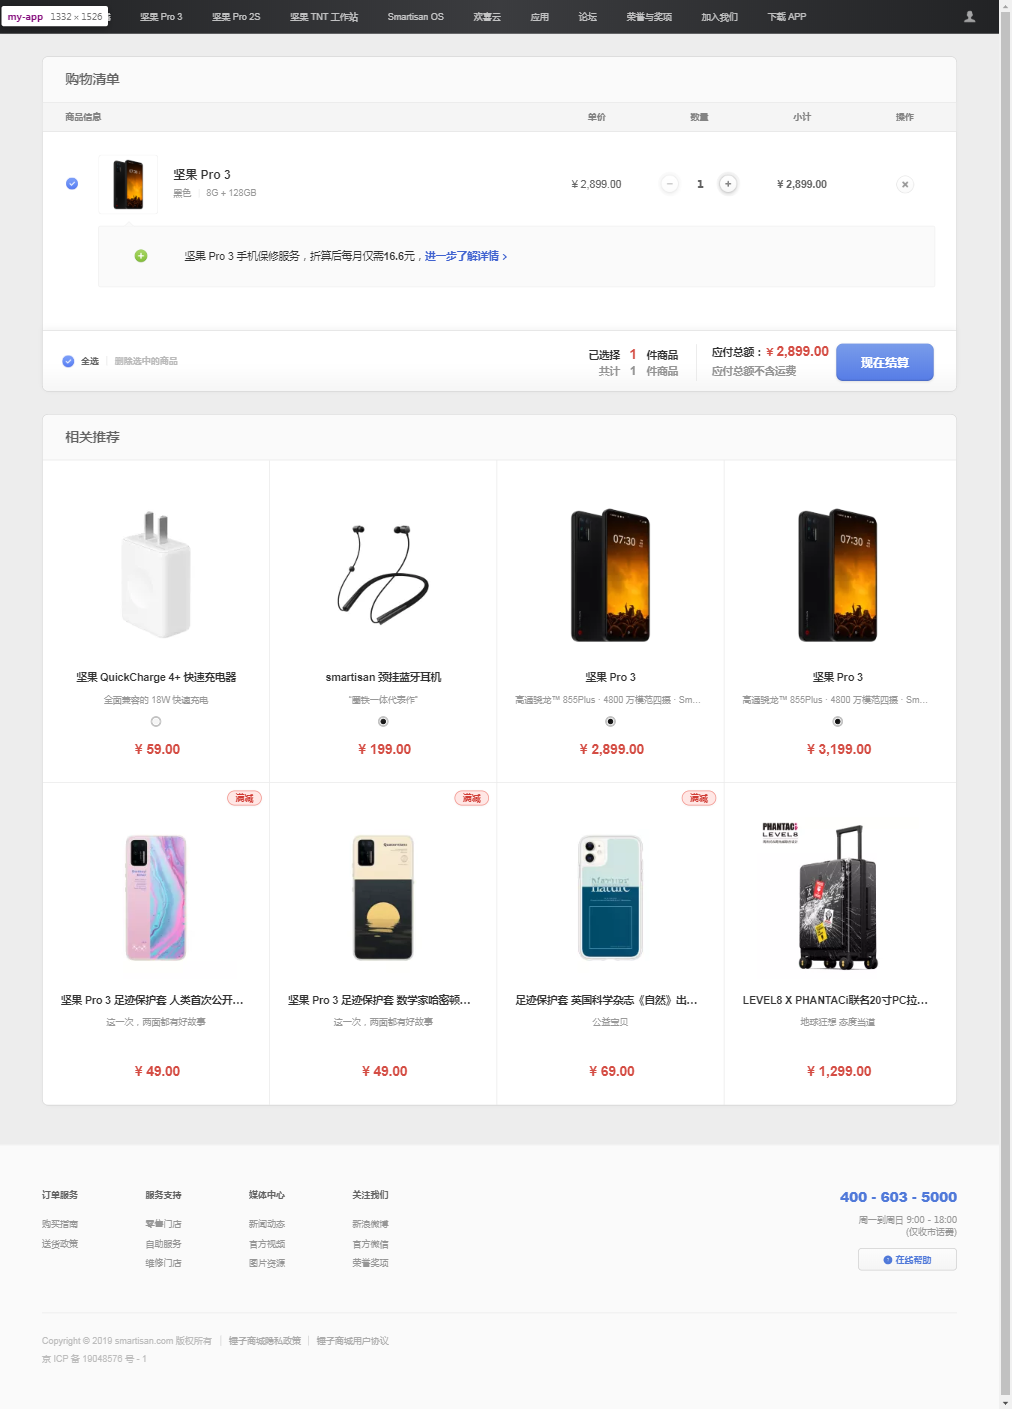 my-app 1332 × 1526
坚果 Pro 3 坚果 Pro 2S 坚果 TNT 工作站 Smartisan OS 欢喜云 应用 论坛 荣誉与奖项 加入我们 下载 APP
购物清单
商品信息 单价 数量 小计 操作
坚果 Pro 3
黑色 8G + 128GB
¥ 2,899.00 1 ¥ 2,899.00
坚果 Pro 3 手机保修服务，折算后每月仅需16.6元，进一步了解详情 >
全选 删除选中的商品
已选择 1 件商品
共计 1 件商品
应付总额：¥ 2,899.00
应付总额不含运费
现在结算
相关推荐
07:30
07:30
坚果 QuickCharge 4+ 快速充电器
全面兼容的 18W 快速充电
¥ 59.00
smartisan 颈挂蓝牙耳机
“量铁一体代表作”
¥ 199.00
坚果 Pro 3
高通骁龙™ 855Plus · 4800 万模范四摄 · Sm...
¥ 2,899.00
坚果 Pro 3
高通骁龙™ 855Plus · 4800 万模范四摄 · Sm...
¥ 3,199.00
满减
满减
满减
nature
PHANTACi
LEVEL8
坚果 Pro 3 足迹保护套 人类首次公开...
这一次，两面都有好故事
¥ 49.00
坚果 Pro 3 足迹保护套 数学家哈密顿...
这一次，两面都有好故事
¥ 49.00
足迹保护套 英国科学杂志《自然》出...
公益宝贝
¥ 69.00
LEVEL8 X PHANTACi联名20寸PC拉...
地球狂想 态度当道
¥ 1,299.00
订单服务 服务支持 媒体中心 关注我们
购买指南 零售门店 新闻动态 新浪微博
送货政策 自助服务 官方视频 官方微信
维修门店 图片资源 荣誉奖项
400 - 603 - 5000
周一到周日 9:00 - 18:00
(仅收市话费)
在线帮助
Copyright © 2019 smartisan.com 版权所有 | 锤子商城隐私政策 | 锤子商城用户协议
京 ICP 备 19048576 号 - 1